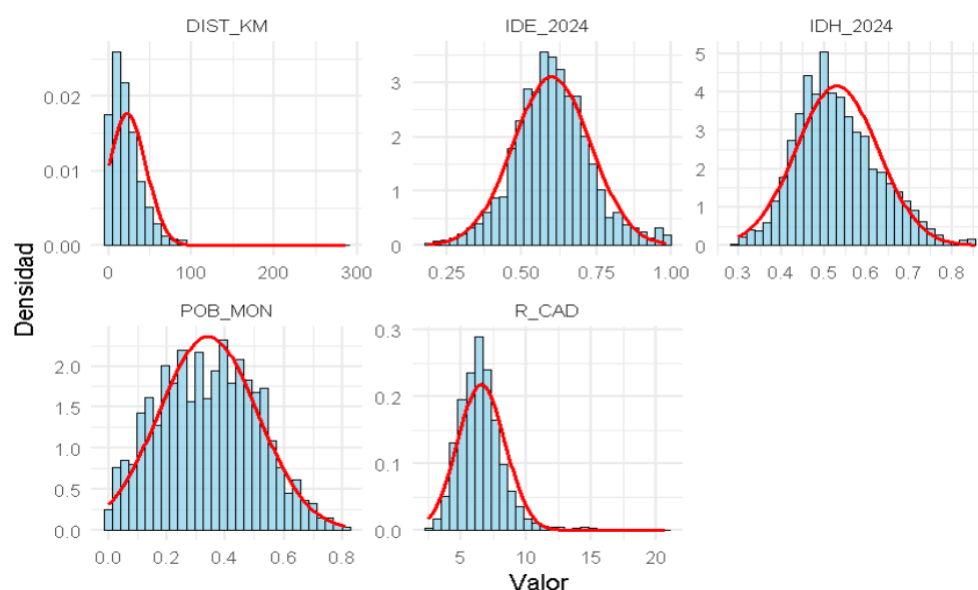 DIST_KM IDE_2024 IDH_2024
0.00 0.01 0.02
0 100 200 300
0 1 2 3
0.25 0.50 0.75 1.00
0 1 2 3 4 5
0.3 0.4 0.5 0.6 0.7 0.8
Densidad
POB_MON R_CAD
0.0 0.5 1.0 1.5 2.0
0.0 0.2 0.4 0.6 0.8
0.0 0.1 0.2 0.3
5 10 15 20
Valor